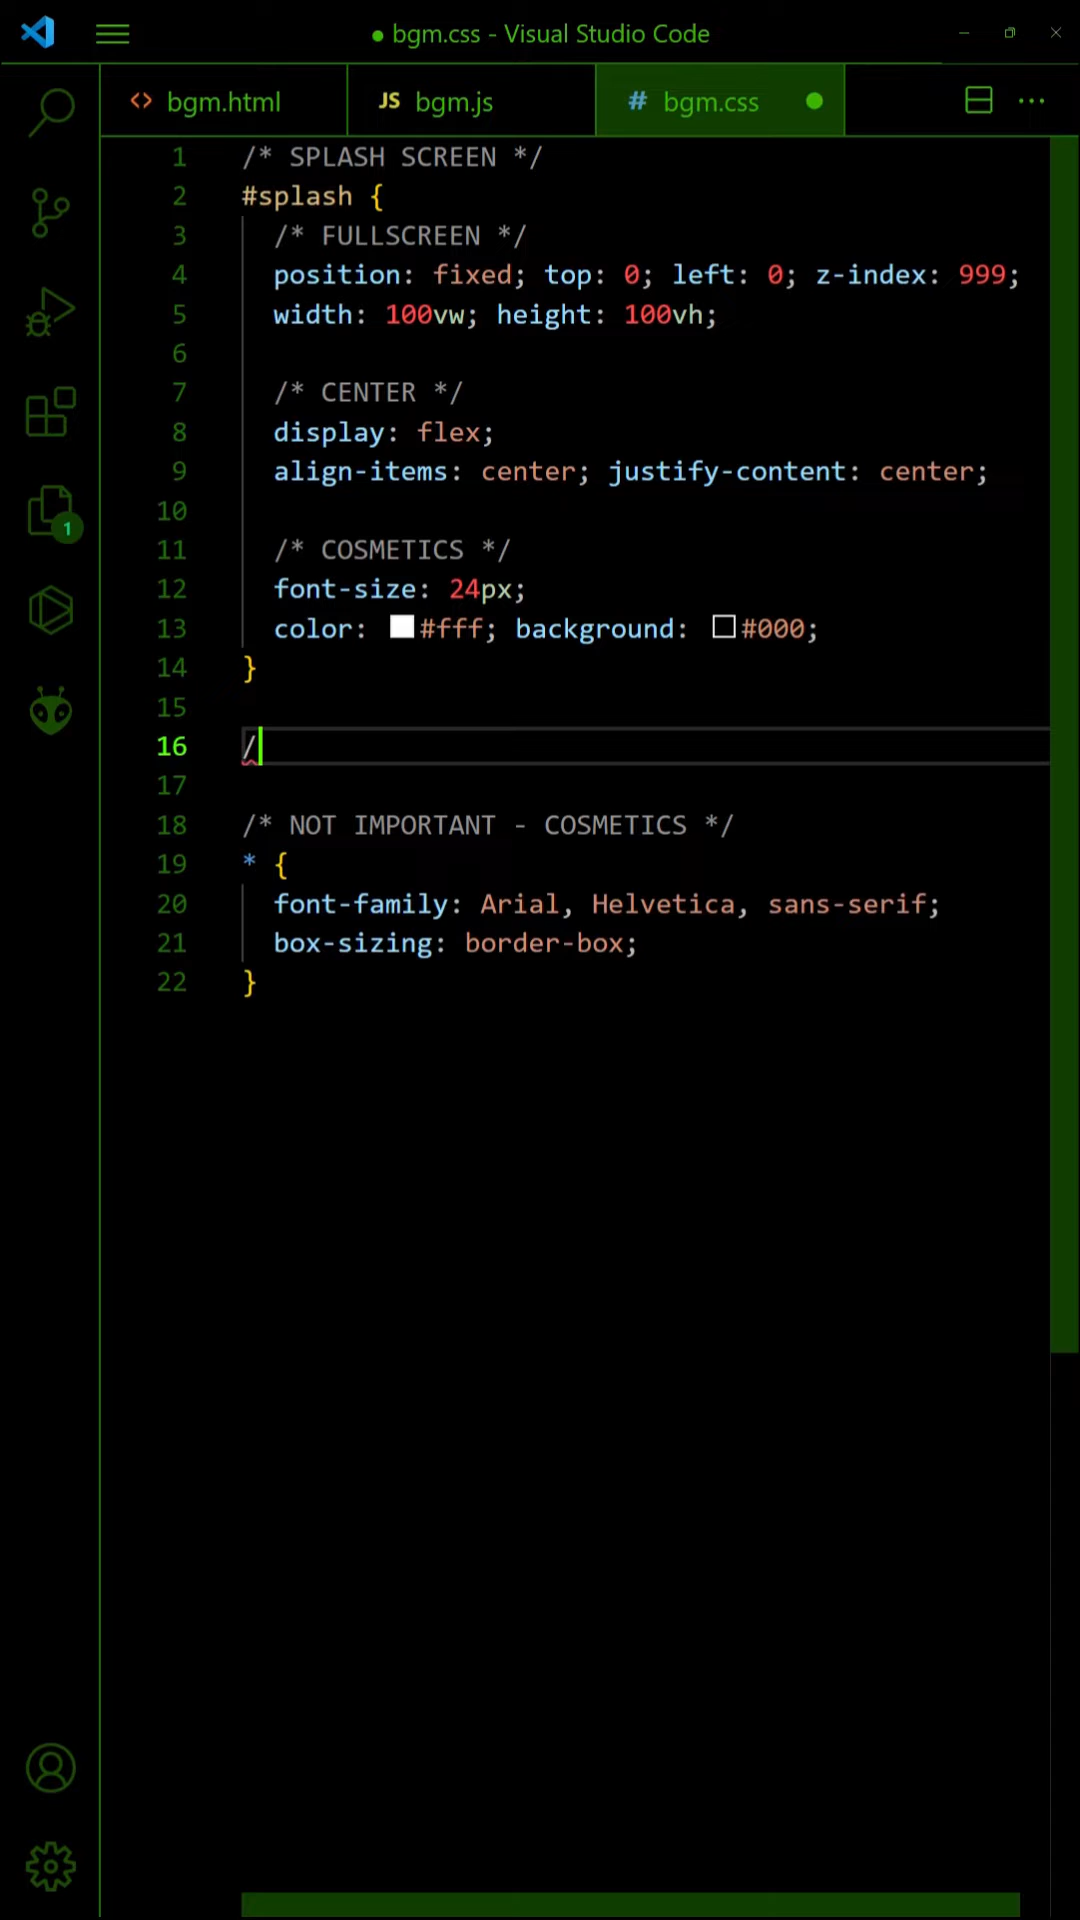 ● bgm.css - Visual Studio Code
<> bgm.html JS bgm.js # bgm.css ● ···
1 /* SPLASH SCREEN */
2 #splash {
3   /* FULLSCREEN */
4   position: fixed; top: 0; left: 0; z-index: 999;
5   width: 100vw; height: 100vh;
6
7   /* CENTER */
8   display: flex;
9   align-items: center; justify-content: center;
10
11   /* COSMETICS */
12   font-size: 24px;
13   color: #fff; background: #000;
14 }
15
16 /
17
18 /* NOT IMPORTANT - COSMETICS */
19 * {
20   font-family: Arial, Helvetica, sans-serif;
21   box-sizing: border-box;
22 }
1